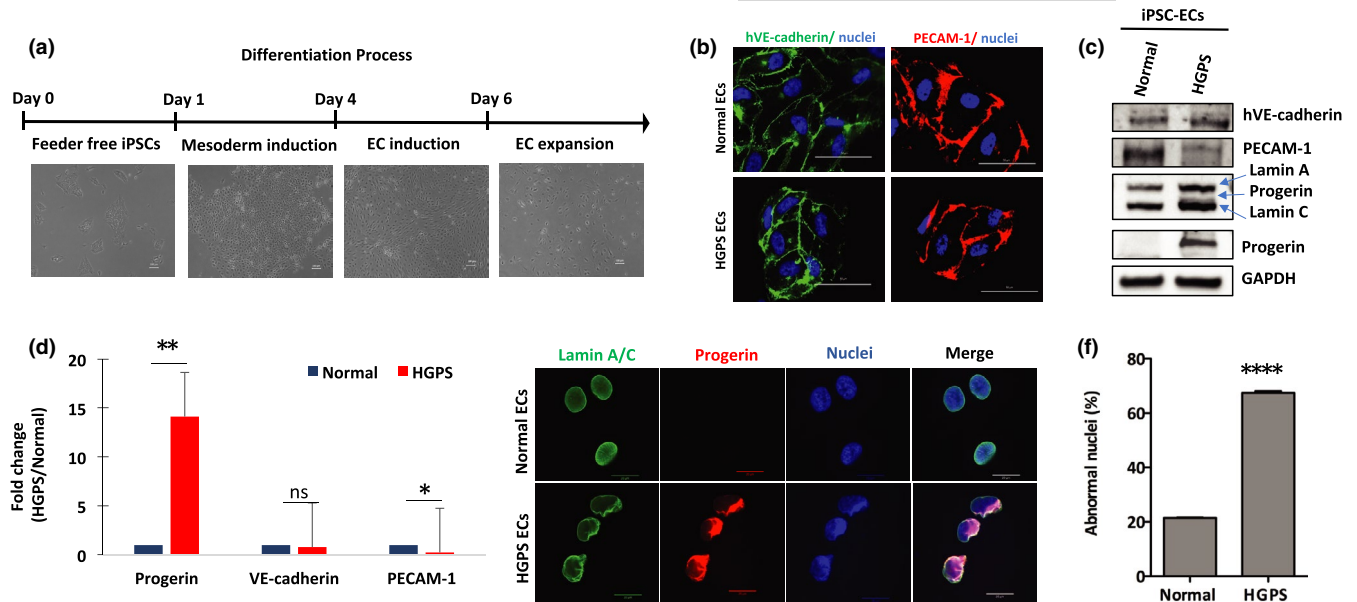 (a)
Differentiation Process
Day 0 Day 1 Day 4 Day 6
Feeder free iPSCs Mesoderm induction EC induction EC expansion
(b)
hVE-cadherin/ nuclei PECAM-1/ nuclei
Normal ECs
HGPS ECs
(c)
iPSC-ECs
Normal HGPS
hVE-cadherin
PECAM-1
Lamin A
Progerin
Lamin C
Progerin
GAPDH
(d)
Fold change
(HGPS/Normal)
20
15
10
5
0
** ns *
Normal HGPS
Progerin VE-cadherin PECAM-1
Lamin A/C Progerin Nuclei Merge
Normal ECs
HGPS ECs
(f)
Abnormal nuclei (%)
80
60
40
20
0
****
Normal HGPS